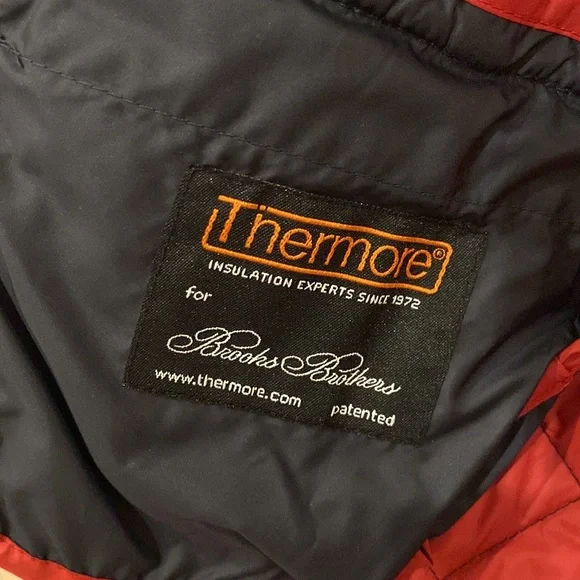 Thermore®
INSULATION EXPERTS SINCE 1972
for
Brooks Brothers
www.thermore.com patented